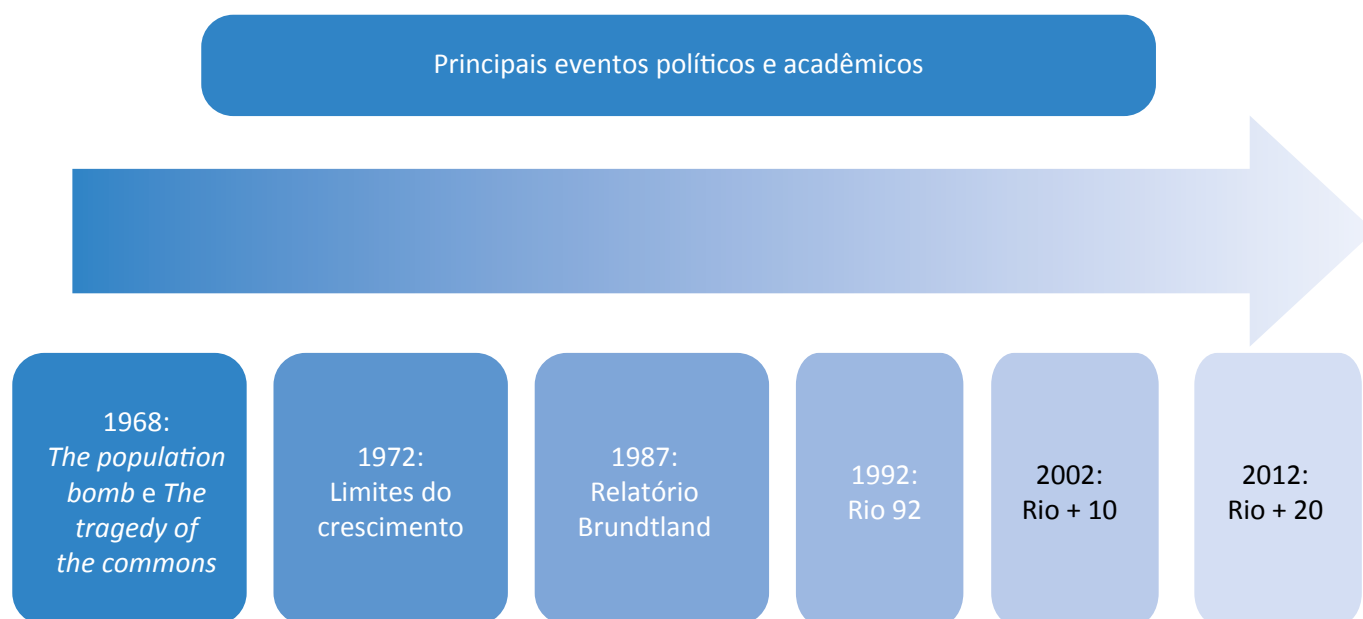 Principais eventos políticos e acadêmicos
1968:
The population
bomb e The
tragedy of
the commons
1972:
Limites do
crescimento
1987:
Relatório
Brundtland
1992:
Rio 92
2002:
Rio + 10
2012:
Rio + 20